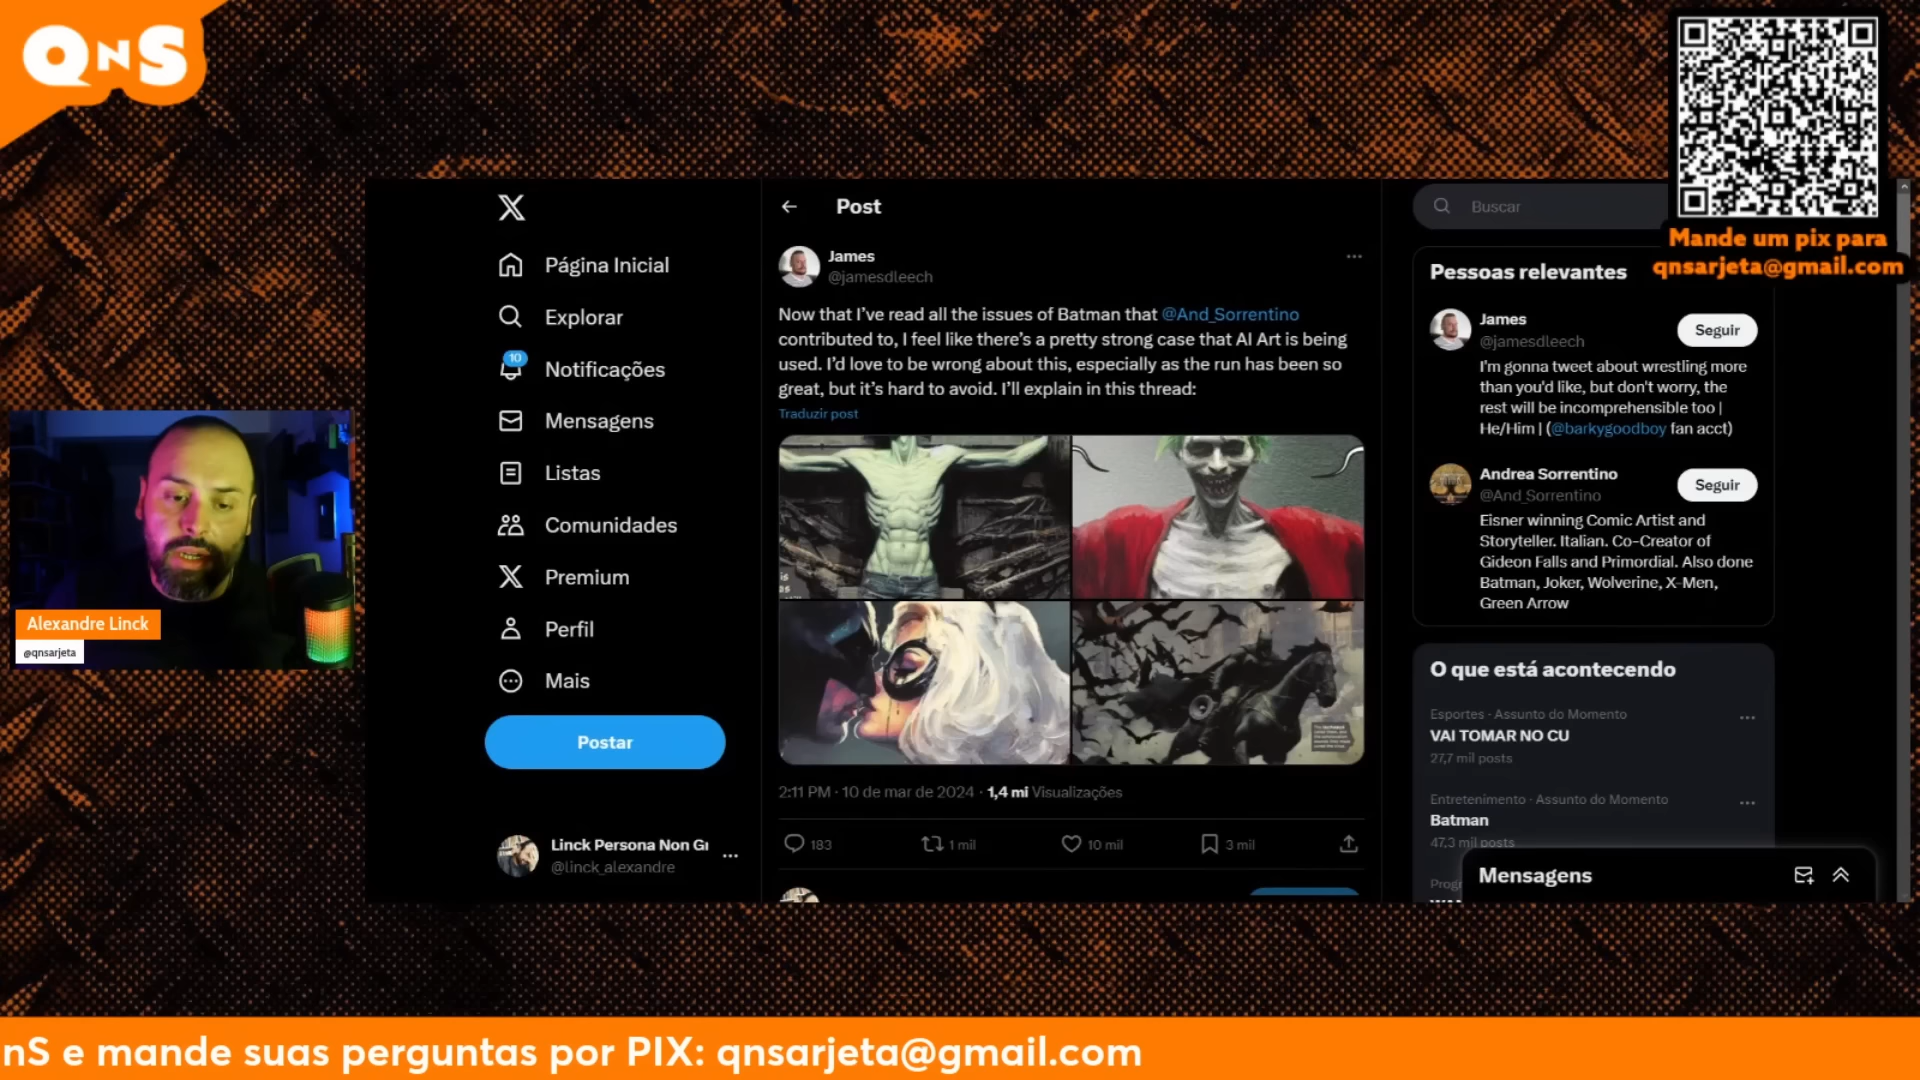 QNS
Mande um pix para
qnsarjeta@gmail.com
Alexandre Linck
@qnsarjeta
Página Inicial
Explorar
10
Notificações
Mensagens
Listas
Comunidades
Premium
Perfil
Mais
Postar
Linck Persona Non Gr
@linck_alexandre
Post
James
@jamesdleech
Now that I've read all the issues of Batman that @And_Sorrentino
contributed to, I feel like there's a pretty strong case that AI Art is being
used. I'd love to be wrong about this, especially as the run has been so
great, but it's hard to avoid. I'll explain in this thread:
Traduzir post
2:11 PM · 10 de mar de 2024 · 1,4 mi Visualizações
183
1 mil
10 mil
3 mil
Buscar
Pessoas relevantes
James
@jamesdleech
Seguir
I'm gonna tweet about wrestling more
than you'd like, but don't worry, the
rest will be incomprehensible too |
He/Him | (@barkygoodboy fan acct)
Andrea Sorrentino
@And_Sorrentino
Seguir
Eisner winning Comic Artist and
Storyteller. Italian. Co-Creator of
Gideon Falls and Primordial. Also done
Batman, Joker, Wolverine, X-Men,
Green Arrow
O que está acontecendo
Esportes · Assunto do Momento
VAI TOMAR NO CU
27,7 mil posts
Entretenimento · Assunto do Momento
Batman
47,3 mil posts
Mensagens
nS e mande suas perguntas por PIX: qnsarjeta@gmail.com